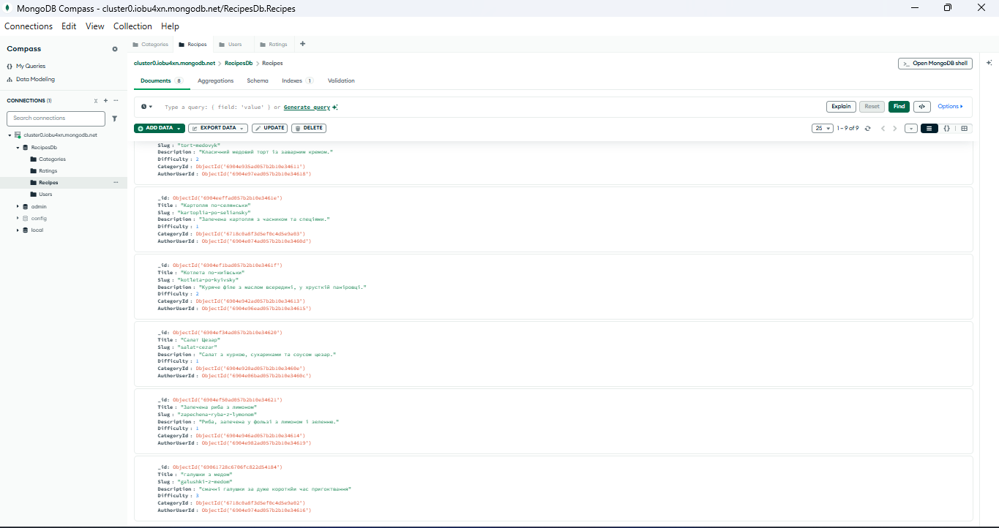 MongoDB Compass - cluster0.iobu4xn.mongodb.net/RecipesDb.Recipes
Connections Edit View Collection Help
Compass
My Queries
Data Modeling
CONNECTIONS (1)
Search connections
cluster0.iobu4xn.mongodb.net
RecipesDb
Categories
Ratings
Recipes
Users
admin
config
local
Categories Recipes Users Ratings
cluster0.iobu4xn.mongodb.net > RecipesDb > Recipes
>_ Open MongoDB shell
Documents 8 Aggregations Schema Indexes 1 Validation
Type a query: { field: 'value' } or Generate query
Explain Reset Find </> Options
ADD DATA EXPORT DATA UPDATE DELETE
25 1 – 9 of 9
Slug : "tort-medovyk"
Description : "Класичний медовий торт із заварним кремом."
Difficulty : 2
CategoryId : ObjectId('6904e935ad057b2b10e34611')
AuthorUserId : ObjectId('6904e97ead057b2b10e34618')
_id: ObjectId('6904eeffad057b2b10e3461e')
Title : "Картопля по-селянськи"
Slug : "kartoplia-po-seliansky"
Description : "Запечена картопля з часником та спеціями."
Difficulty : 1
CategoryId : ObjectId('6718c0a8f3d5ef0c4d5e9a03')
AuthorUserId : ObjectId('6904e074ad057b2b10e3460d')
_id: ObjectId('6904ef1bad057b2b10e3461f')
Title : "Котлета по-київськи"
Slug : "kotleta-po-kyivsky"
Description : "Куряче філе з маслом всередині, у хрусткій паніровці."
Difficulty : 2
CategoryId : ObjectId('6904e942ad057b2b10e34613')
AuthorUserId : ObjectId('6904e96ead057b2b10e34615')
_id: ObjectId('6904ef34ad057b2b10e34620')
Title : "Салат Цезар"
Slug : "salat-cezar"
Description : "Салат з куркою, сухариками та соусом цезар."
Difficulty : 1
CategoryId : ObjectId('6904e920ad057b2b10e3460e')
AuthorUserId : ObjectId('6904e06bad057b2b10e3460c')
_id: ObjectId('6904ef50ad057b2b10e34621')
Title : "Запечена риба з лимоном"
Slug : "zapechena-ryba-z-lymonom"
Description : "Риба, запечена у фользі з лимоном і зеленню."
Difficulty : 1
CategoryId : ObjectId('6904e946ad057b2b10e34614')
AuthorUserId : ObjectId('6904e982ad057b2b10e34619')
_id: ObjectId('69061728c6706fc822d54184')
Title : "галушки з медом"
Slug : "galushki-z-medom"
Description : "смачні галушки за дуже короткйи час пригоктвання"
Difficulty : 3
CategoryId : ObjectId('6718c0a8f3d5ef0c4d5e9a02')
AuthorUserId : ObjectId('6904e974ad057b2b10e34616')